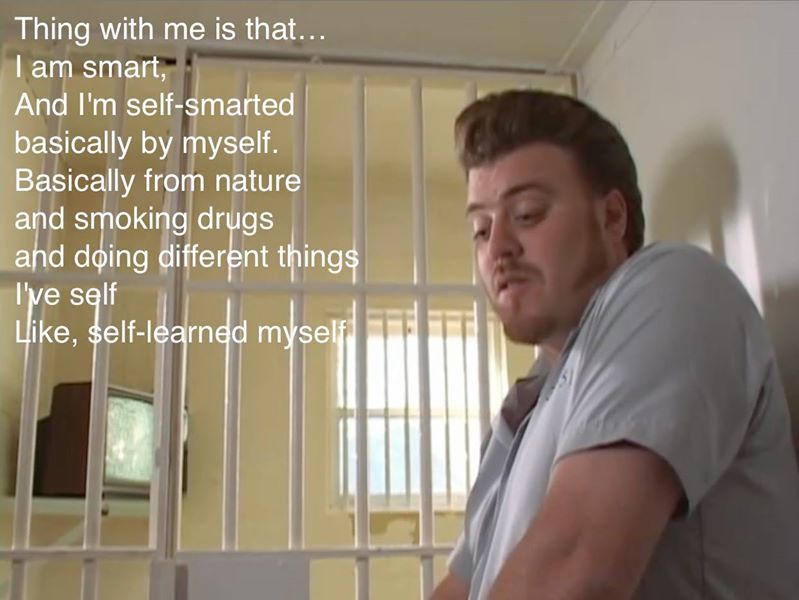 Thing with me is that…
I am smart,
And I'm self-smarted
basically by myself.
Basically from nature
and smoking drugs
and doing different things
I've self
Like, self-learned myself